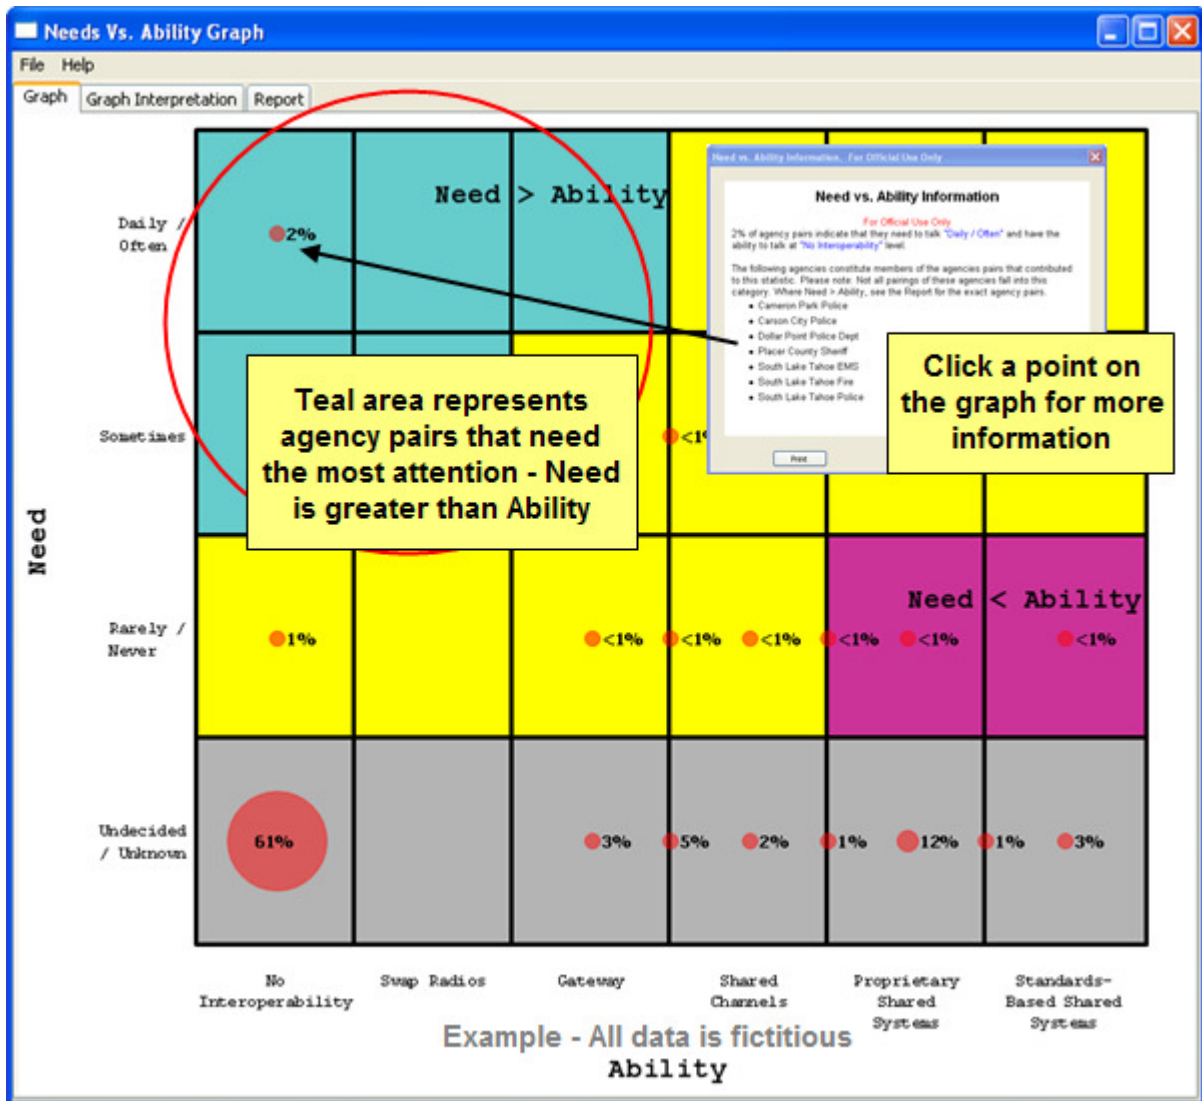 Needs Vs. Ability Graph
File Help
Graph Graph Interpretation Report
Need > Ability
Daily /
Often
2%
Need vs. Ability Information. For Official Use Only
Need vs. Ability Information
For Official Use Only
2% of agency pairs indicate that they need to talk "Daily / Often" and have the
ability to talk at "No Interoperability" level.
The following agencies constitute members of the agencies pairs that contributed
to this statistic. Please note: Not all pairings of these agencies fall into this
category. Where Need > Ability, see the Report for the exact agency pairs.
Cameron Park Police
Carson City Police
Dollar Point Police Dept
Placer County Sheriff
South Lake Tahoe EMS
South Lake Tahoe Fire
South Lake Tahoe Police
Print
Click a point on
the graph for more
information
Teal area represents
agency pairs that need
the most attention - Need
is greater than Ability
Sometimes
Need
Need < Ability
Rarely /
Never
1% <1% <1% <1% <1% <1% <1%
Undecided
/ Unknown
61% 3% 5% 2% 1% 12% 1% 3%
No
Interoperability
Swap Radios
Gateway
Shared
Channels
Proprietary
Shared
Systems
Standards-
Based Shared
Systems
Example - All data is fictitious
Ability